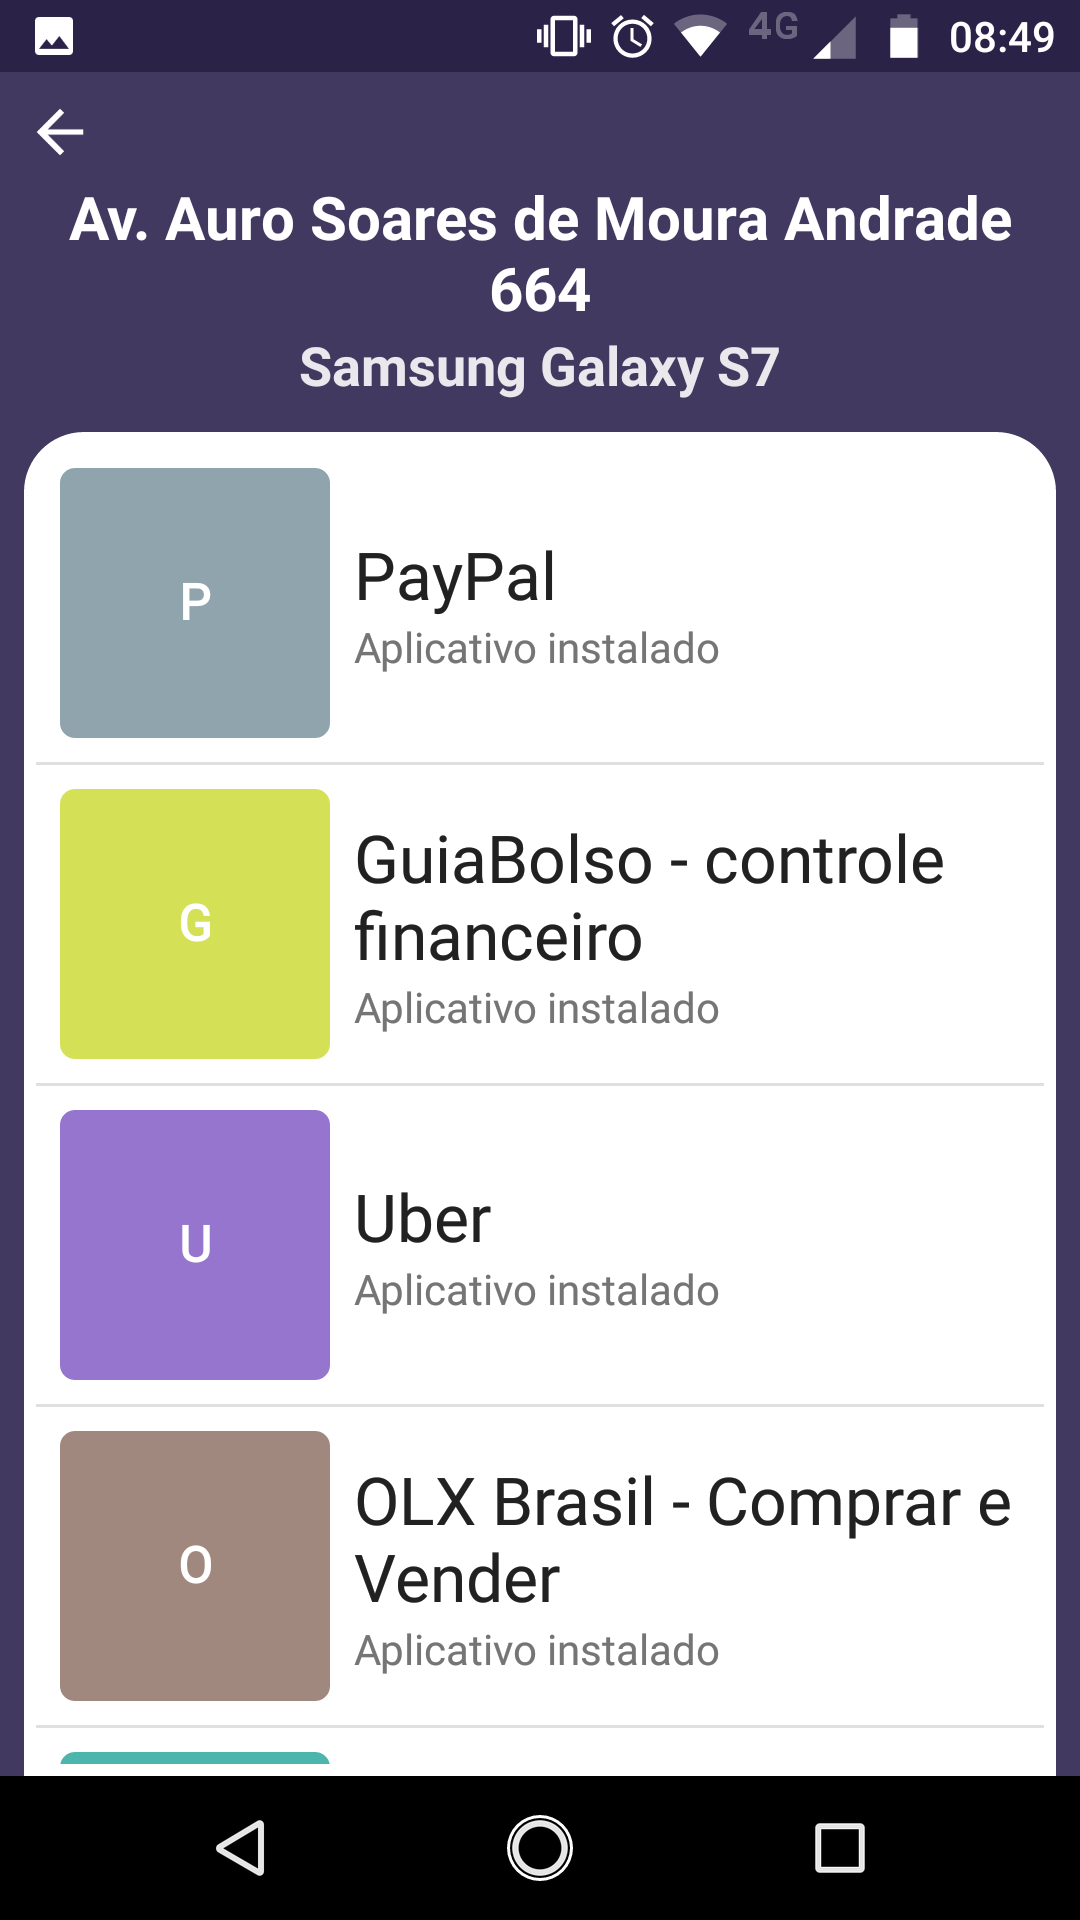 4G 08:49
Av. Auro Soares de Moura Andrade
664
Samsung Galaxy S7
P
PayPal
Aplicativo instalado
G
GuiaBolso - controle
financeiro
Aplicativo instalado
U
Uber
Aplicativo instalado
O
OLX Brasil - Comprar e
Vender
Aplicativo instalado